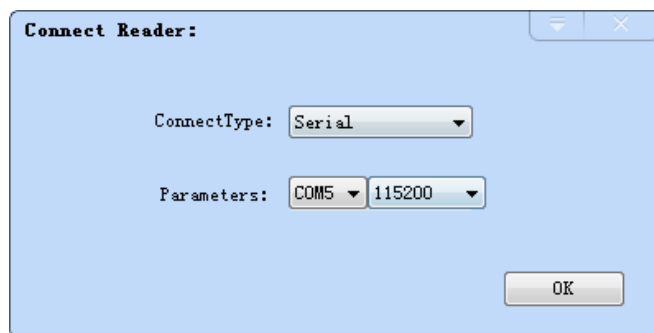 Connect Reader:
ConnectType: Serial
Parameters: COM5 115200
OK